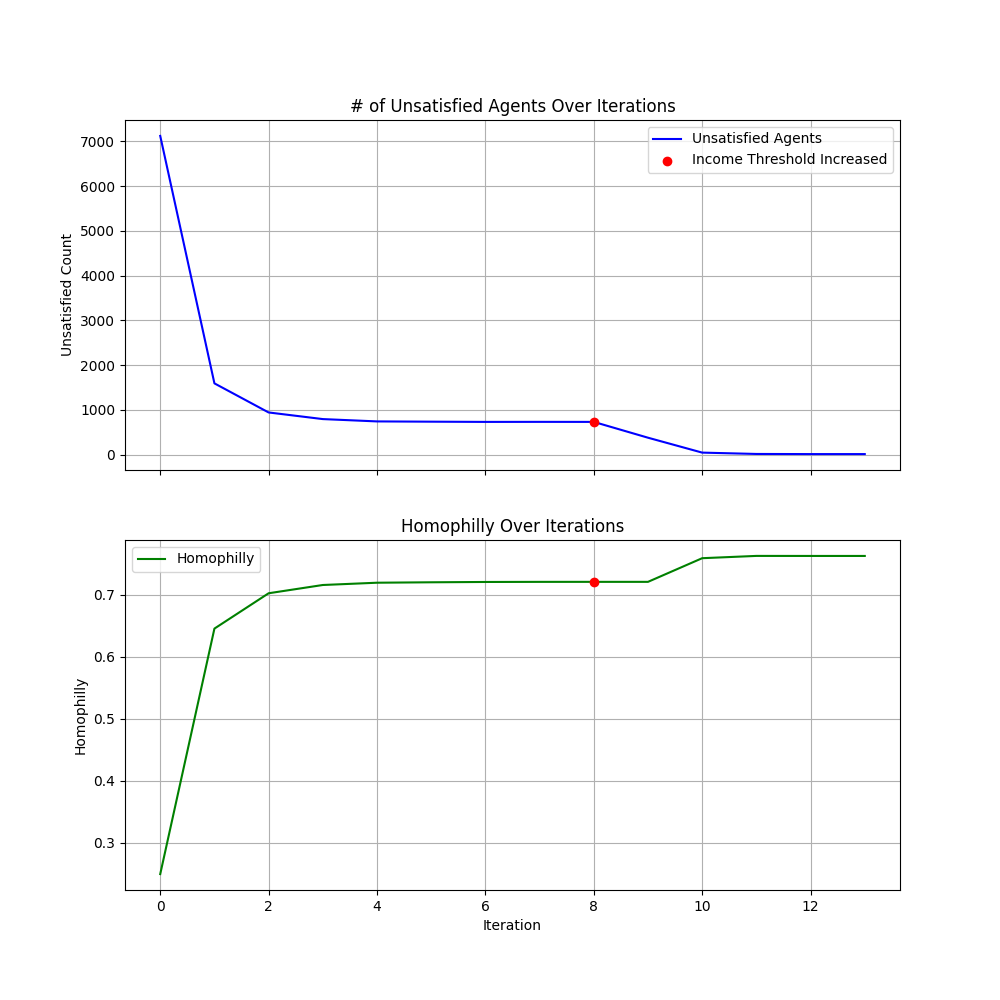 # of Unsatisfied Agents Over Iterations
Unsatisfied Agents
Income Threshold Increased
7000
6000
5000
4000
3000
2000
1000
0
Unsatisfied Count
Homophilly Over Iterations
Homophilly
0.7
0.6
0.5
0.4
0.3
Homophilly
0 2 4 6 8 10 12
Iteration